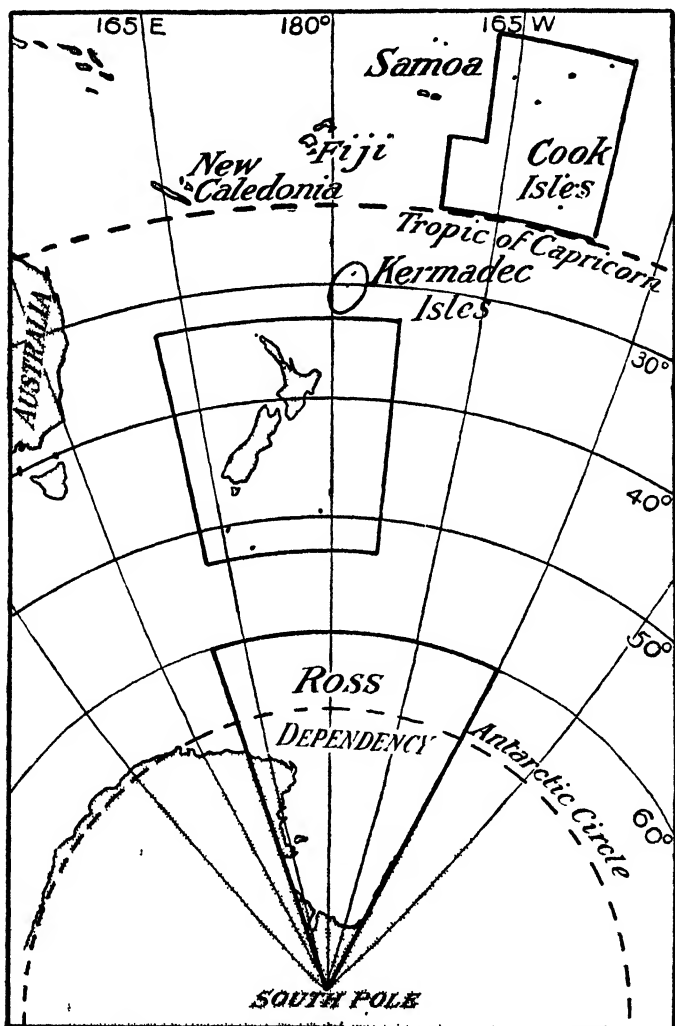 165 E 180° 165 W
Samoa
Fiji
New
Caledonia
Cook
Isles
Tropic of Capricorn
Kermadec
Isles
AUSTRALIA
30°
40°
50°
Ross
DEPENDENCY
Antarctic Circle
60°
SOUTH POLE